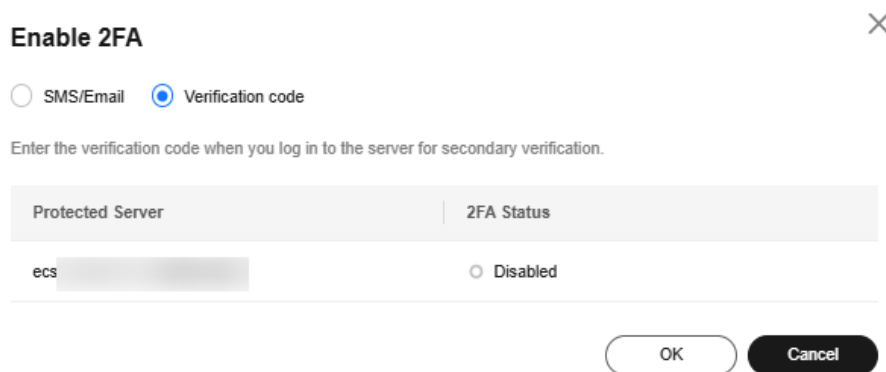 Enable 2FA
SMS/Email Verification code
Enter the verification code when you log in to the server for secondary verification.
Protected Server 2FA Status
ecs Disabled
OK Cancel